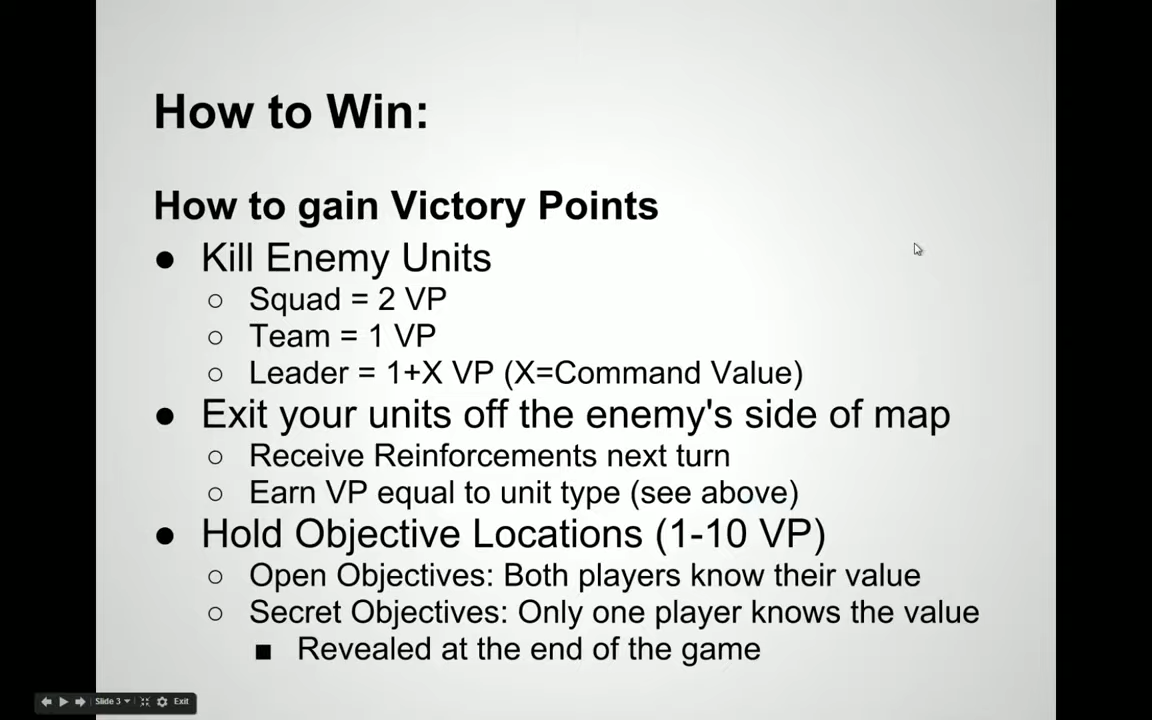 How to Win:
How to gain Victory Points
● Kill Enemy Units
○ Squad = 2 VP
○ Team = 1 VP
○ Leader = 1+X VP (X=Command Value)
● Exit your units off the enemy's side of map
○ Receive Reinforcements next turn
○ Earn VP equal to unit type (see above)
● Hold Objective Locations (1-10 VP)
○ Open Objectives: Both players know their value
○ Secret Objectives: Only one player knows the value
■ Revealed at the end of the game
Slide 3 Exit